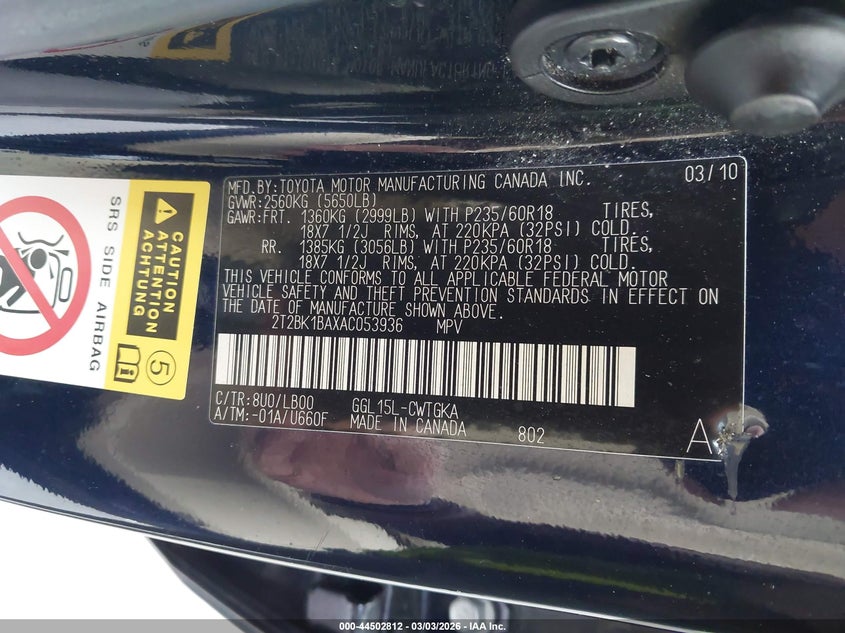 MFD.BY:TOYOTA MOTOR MANUFACTURING CANADA INC. 03/10
GVWR:2560KG (5650LB)
GAWR:FRT. 1360KG (2999LB) WITH P235/60R18 TIRES,
18X7 1/2J RIMS, AT 220KPA (32PSI) COLD.
RR. 1385KG (3056LB) WITH P235/60R18 TIRES,
18X7 1/2J RIMS, AT 220KPA (32PSI) COLD.
THIS VEHICLE CONFORMS TO ALL APPLICABLE FEDERAL MOTOR
VEHICLE SAFETY AND THEFT PREVENTION STANDARDS IN EFFECT ON
THE DATE OF MANUFACTURE SHOWN ABOVE.
2T2BK1BAXAC053936 MPV
C/TR:8U0/LB00 GGL15L-CWTGKA
A/TM:-01A/U660F MADE IN CANADA 802
A
SRS SIDE AIRBAG
CAUTION
ATTENTION
ACHTUNG
5
000-44502812 - 03/03/2026 - IAA Inc.